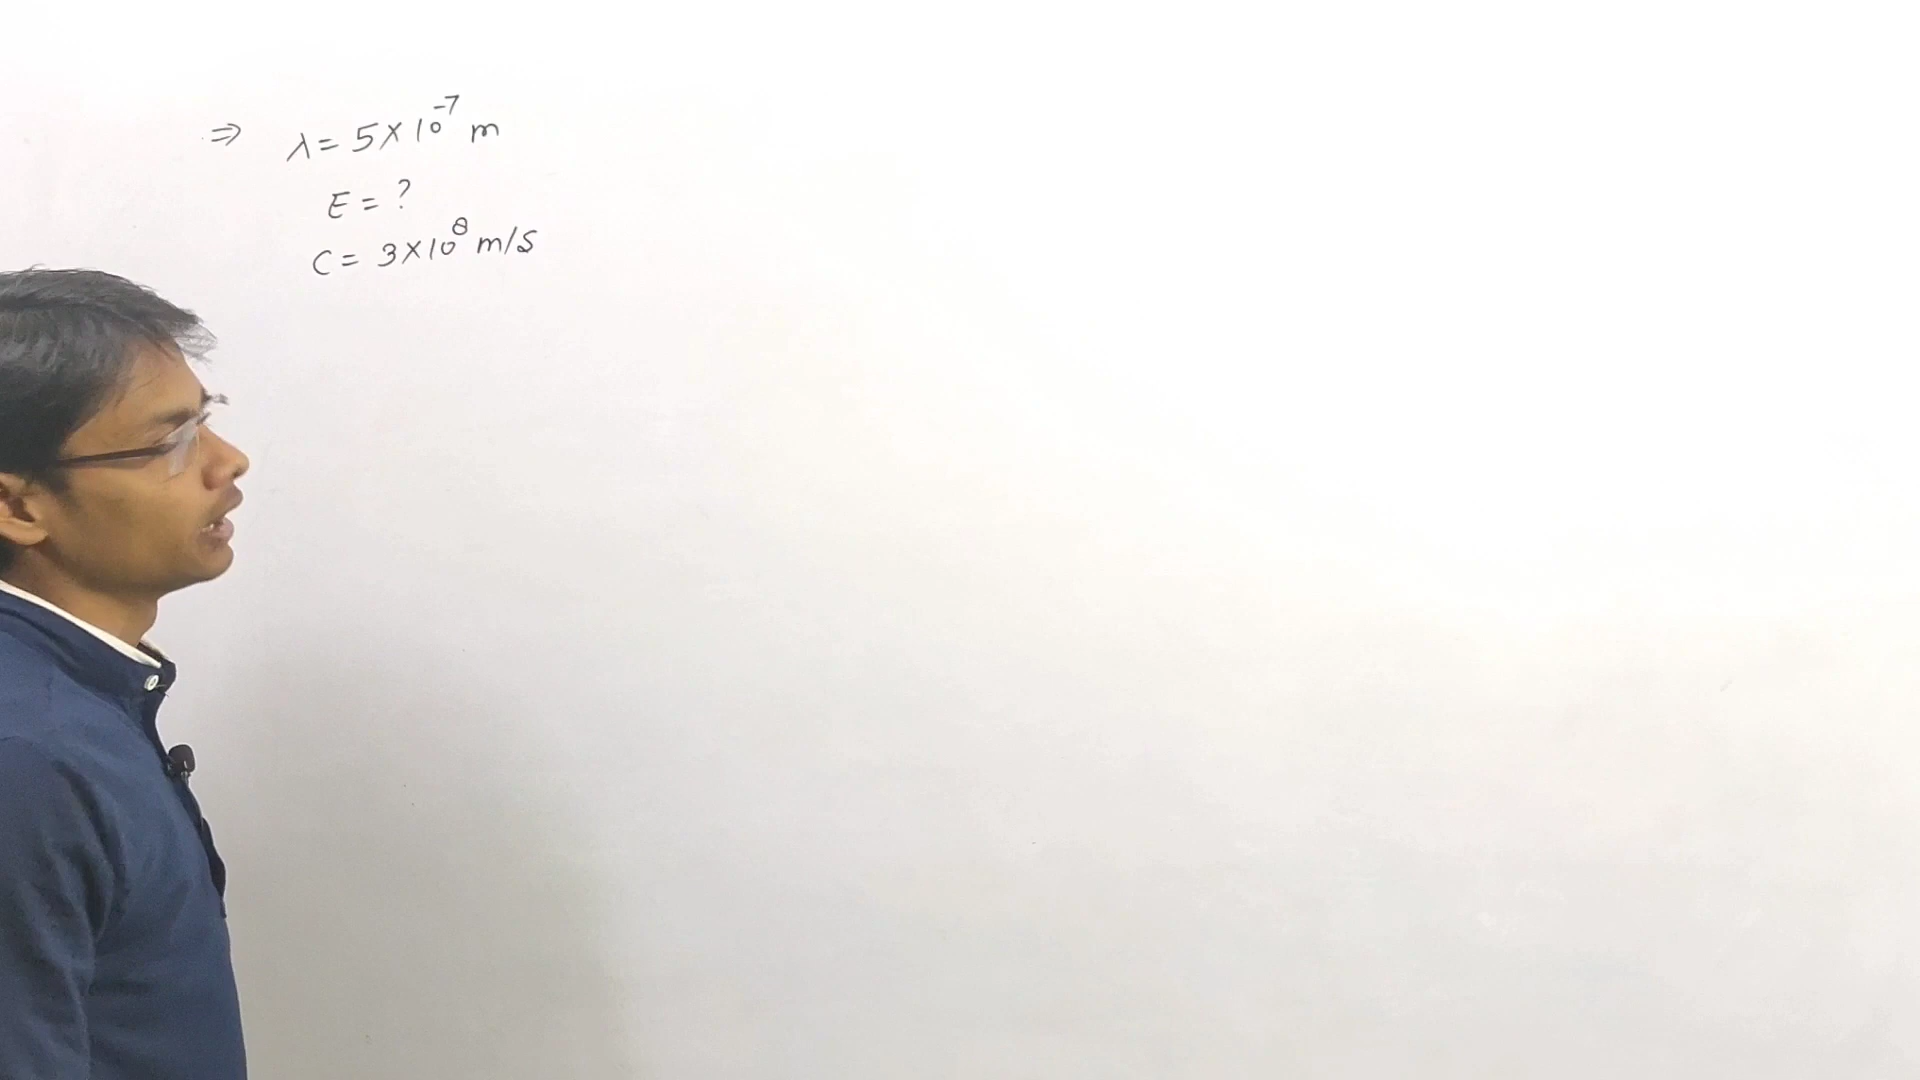 ⇒ λ = 5×10⁻⁷ m
E = ?
C = 3×10⁸ m/s